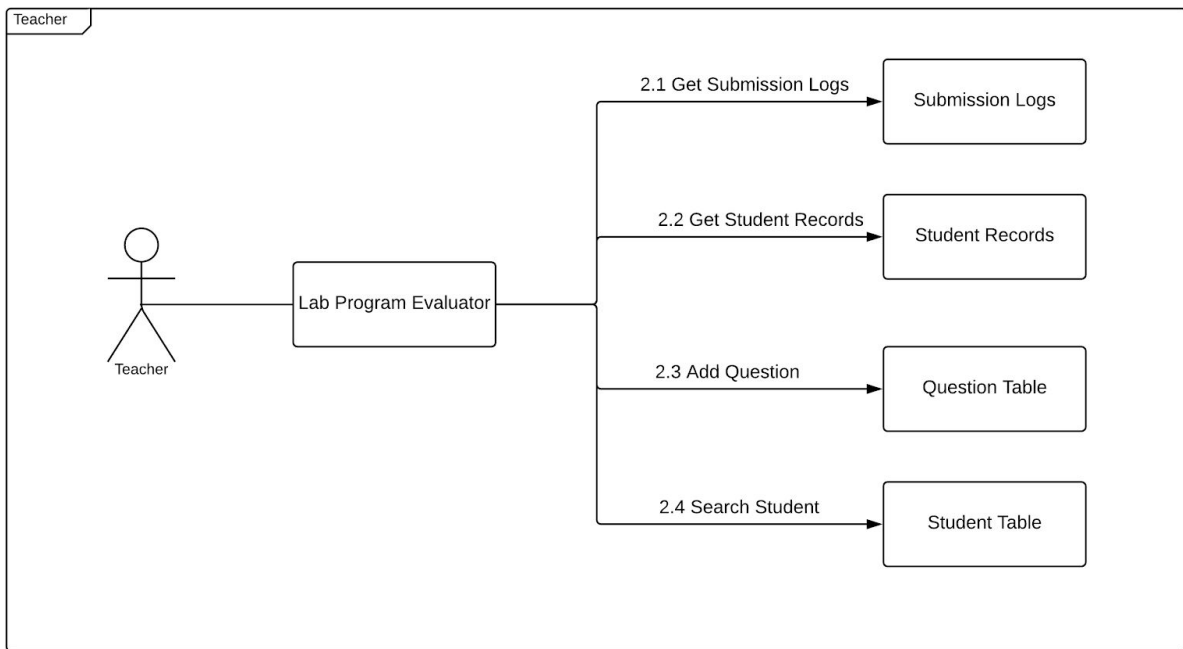 Teacher
2.1 Get Submission Logs
Submission Logs
2.2 Get Student Records
Student Records
Lab Program Evaluator
Teacher
2.3 Add Question
Question Table
2.4 Search Student
Student Table